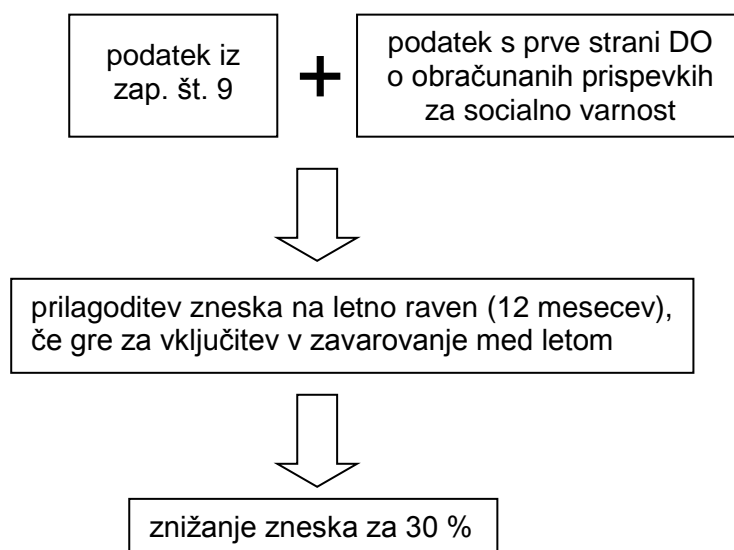 podatek iz
zap. št. 9
+
podatek s prve strani DO
o obračunanih prispevkih
za socialno varnost
prilagoditev zneska na letno raven (12 mesecev),
če gre za vključitev v zavarovanje med letom
znižanje zneska za 30 %